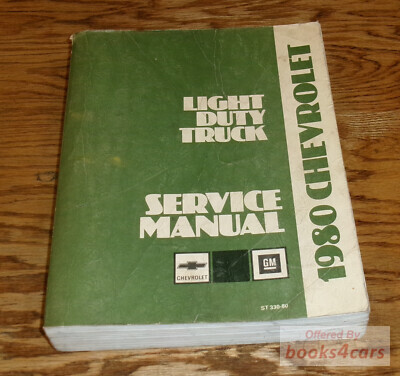 LIGHT
DUTY
TRUCK
SERVICE
MANUAL
1980 CHEVROLET
CHEVROLET
GM
ST 330-80
Offered By
books4cars